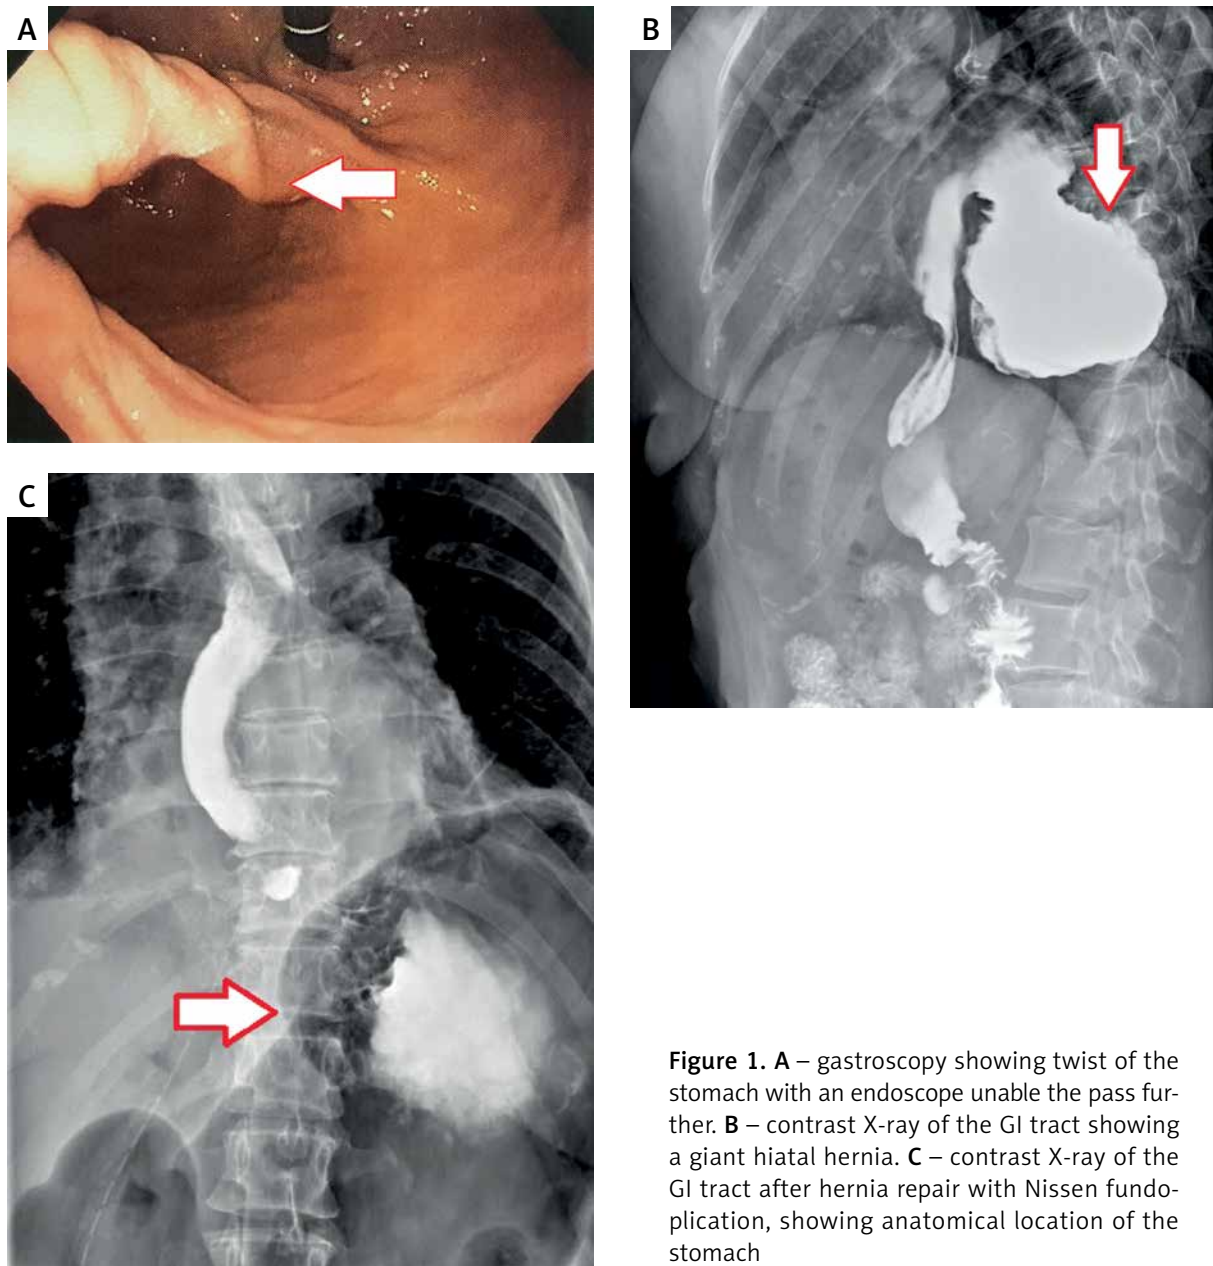 A
B
C
Figure 1. A – gastroscopy showing twist of the
stomach with an endoscope unable the pass fur-
ther. B – contrast X-ray of the GI tract showing
a giant hiatal hernia. C – contrast X-ray of the
GI tract after hernia repair with Nissen fundo-
plication, showing anatomical location of the
stomach